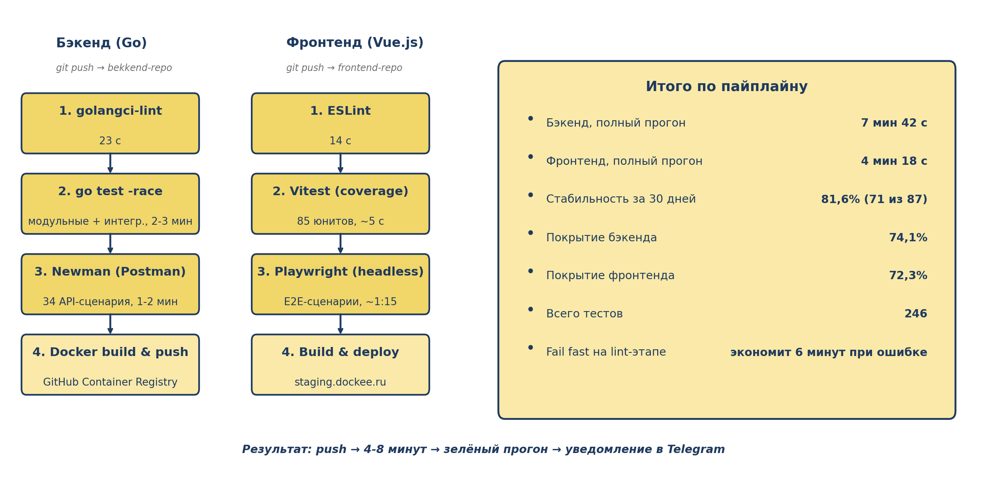 Бэкенд (Go)
git push → bekkend-repo
1. golangci-lint
23 с
2. go test -race
модульные + интегр., 2-3 мин
3. Newman (Postman)
34 API-сценария, 1-2 мин
4. Docker build & push
GitHub Container Registry
Фронтенд (Vue.js)
git push → frontend-repo
1. ESLint
14 с
2. Vitest (coverage)
85 юнитов, ~5 с
3. Playwright (headless)
E2E-сценарии, ~1:15
4. Build & deploy
staging.dockee.ru
Итого по пайплайну
• Бэкенд, полный прогон 7 мин 42 с
• Фронтенд, полный прогон 4 мин 18 с
• Стабильность за 30 дней 81,6% (71 из 87)
• Покрытие бэкенда 74,1%
• Покрытие фронтенда 72,3%
• Всего тестов 246
• Fail fast на lint-этапе экономит 6 минут при ошибке
Результат: push → 4-8 минут → зелёный прогон → уведомление в Telegram